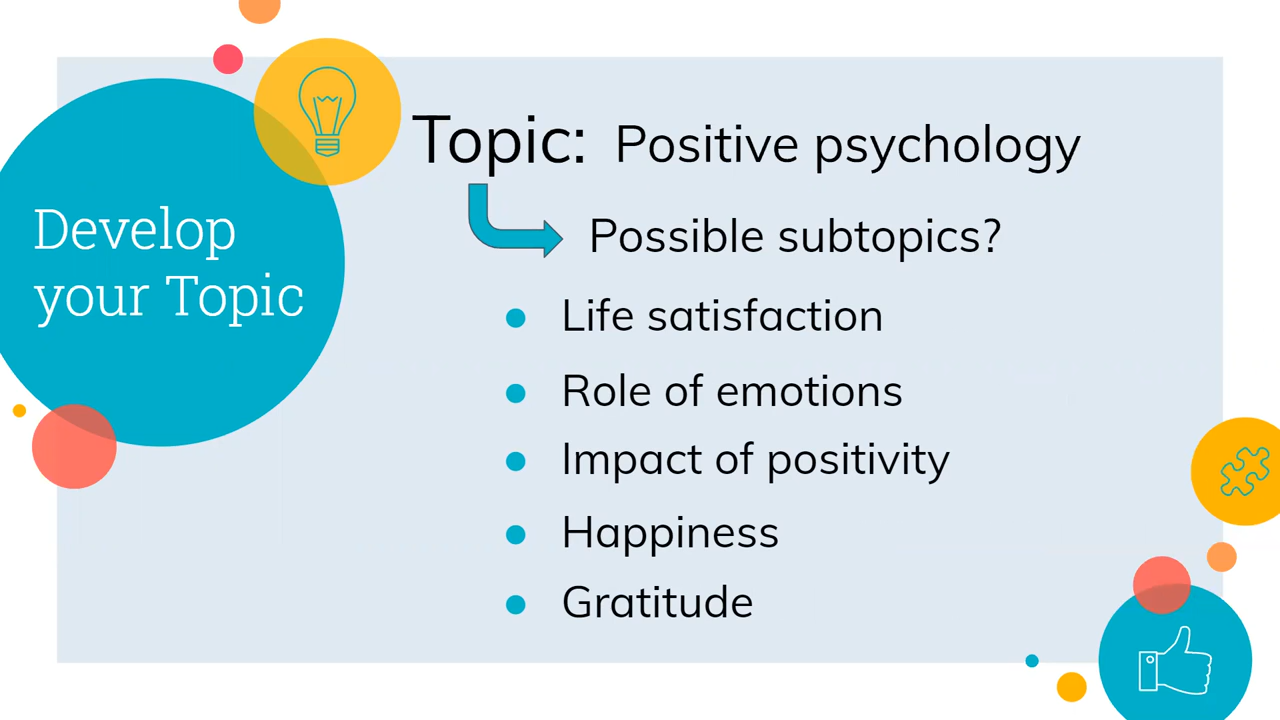 Develop
your Topic
Topic: Positive psychology
Possible subtopics?
Life satisfaction
Role of emotions
Impact of positivity
Happiness
Gratitude